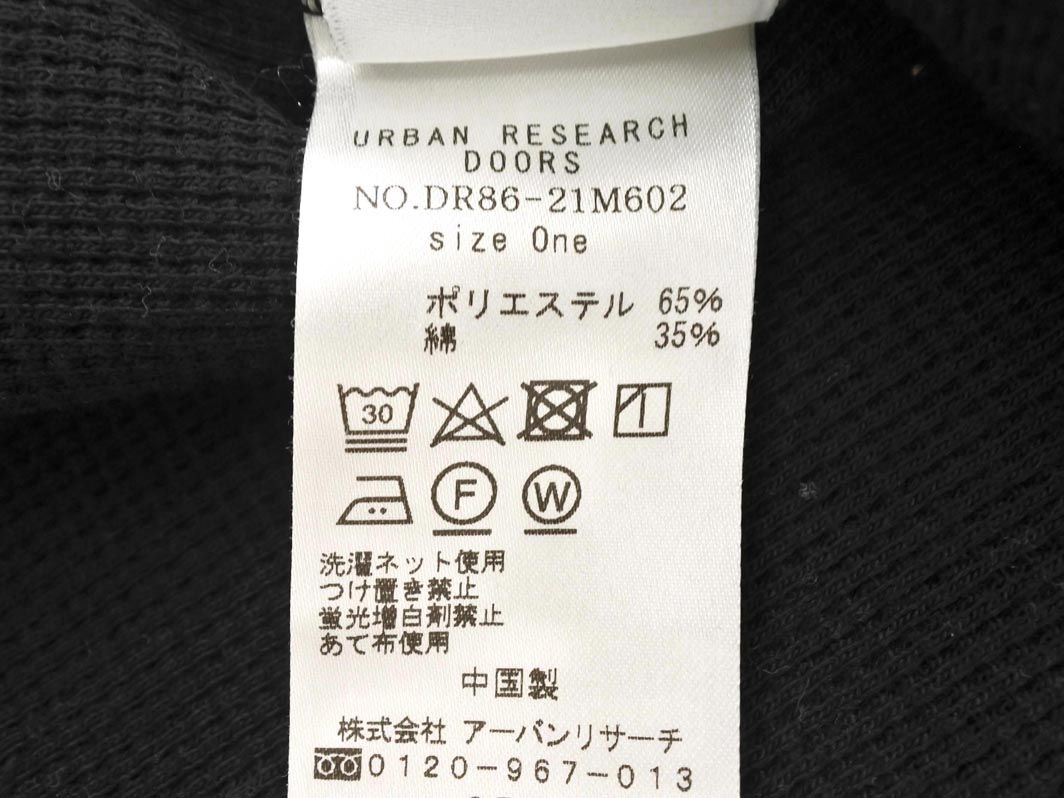 URBAN RESEARCH
DOORS
NO.DR86-21M602
size One
ポリエステル 65%
綿 35%
30
F W
洗濯ネット使用
つけ置き禁止
蛍光増白剤禁止
あて布使用
中国製
株式会社 アーバンリサーチ
0120-967-013